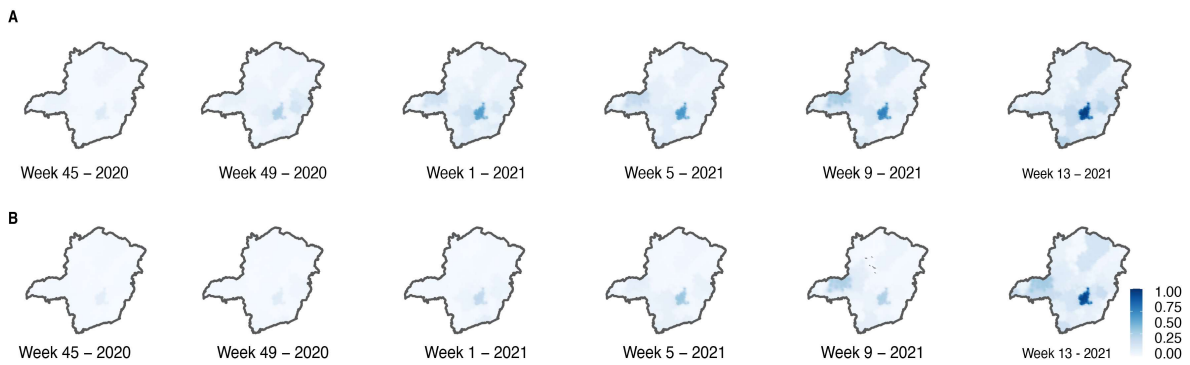 A
Week 45 – 2020
Week 49 – 2020
Week 1 – 2021
Week 5 – 2021
Week 9 – 2021
Week 13 – 2021
B
Week 45 – 2020
Week 49 – 2020
Week 1 – 2021
Week 5 – 2021
Week 9 – 2021
Week 13 - 2021
1.00
0.75
0.50
0.25
0.00